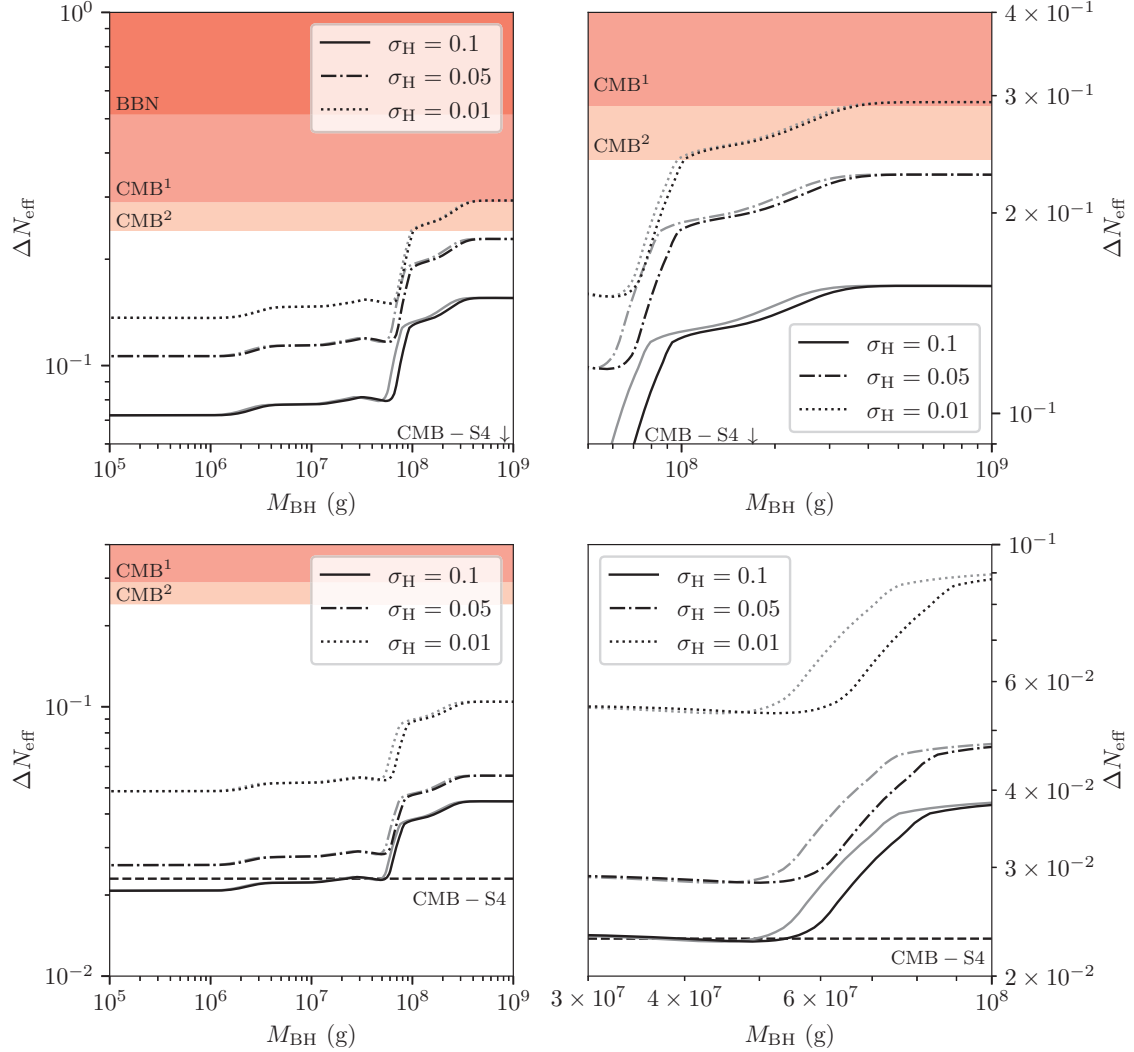 10^0
10^{-1}
ΔN_eff
BBN
CMB^1
CMB^2
σ_H = 0.1
σ_H = 0.05
σ_H = 0.01
CMB − S4 ↓
10^5 10^6 10^7 10^8 10^9
M_BH (g)
CMB^1
CMB^2
σ_H = 0.1
σ_H = 0.05
σ_H = 0.01
CMB − S4 ↓
4 × 10^{-1}
3 × 10^{-1}
2 × 10^{-1}
10^{-1}
ΔN_eff
10^8 10^9
M_BH (g)
CMB^1
CMB^2
σ_H = 0.1
σ_H = 0.05
σ_H = 0.01
10^{-1}
10^{-2}
ΔN_eff
CMB − S4
10^5 10^6 10^7 10^8 10^9
M_BH (g)
σ_H = 0.1
σ_H = 0.05
σ_H = 0.01
10^{-1}
6 × 10^{-2}
4 × 10^{-2}
3 × 10^{-2}
2 × 10^{-2}
ΔN_eff
CMB − S4
3 × 10^7 4 × 10^7 6 × 10^7 10^8
M_BH (g)